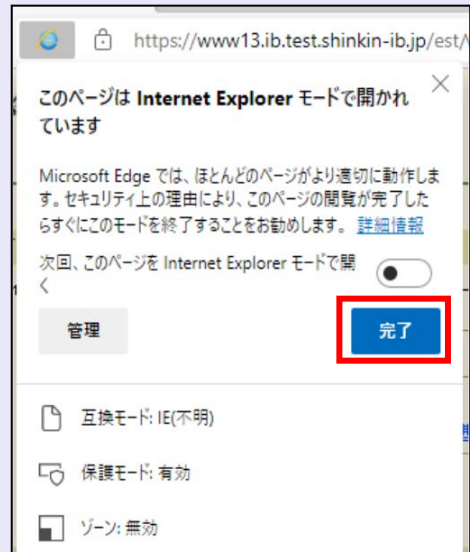 https://www13.ib.test.shinkin-ib.jp/est/
このページは Internet Explorer モードで開かれ
ています
Microsoft Edge では、ほとんどのページがより適切に動作しま
す。セキュリティ上の理由により、このページの閲覧が完了した
らすぐにこのモードを終了することをお勧めします。 詳細情報
次回、このページを Internet Explorer モードで開
く
管理
完了
互換モード: IE(不明)
保護モード: 有効
ゾーン: 無効